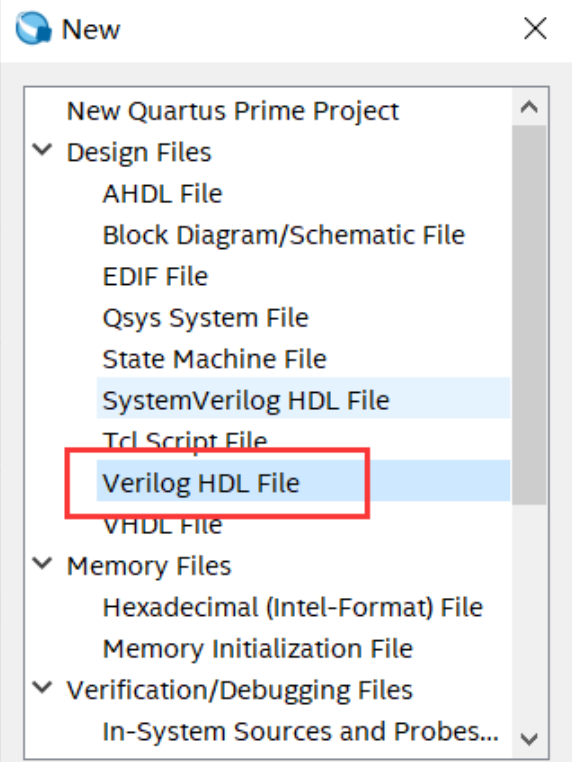 New
New Quartus Prime Project
Design Files
AHDL File
Block Diagram/Schematic File
EDIF File
Qsys System File
State Machine File
SystemVerilog HDL File
Tcl Script File
Verilog HDL File
VHDL File
Memory Files
Hexadecimal (Intel-Format) File
Memory Initialization File
Verification/Debugging Files
In-System Sources and Probes...